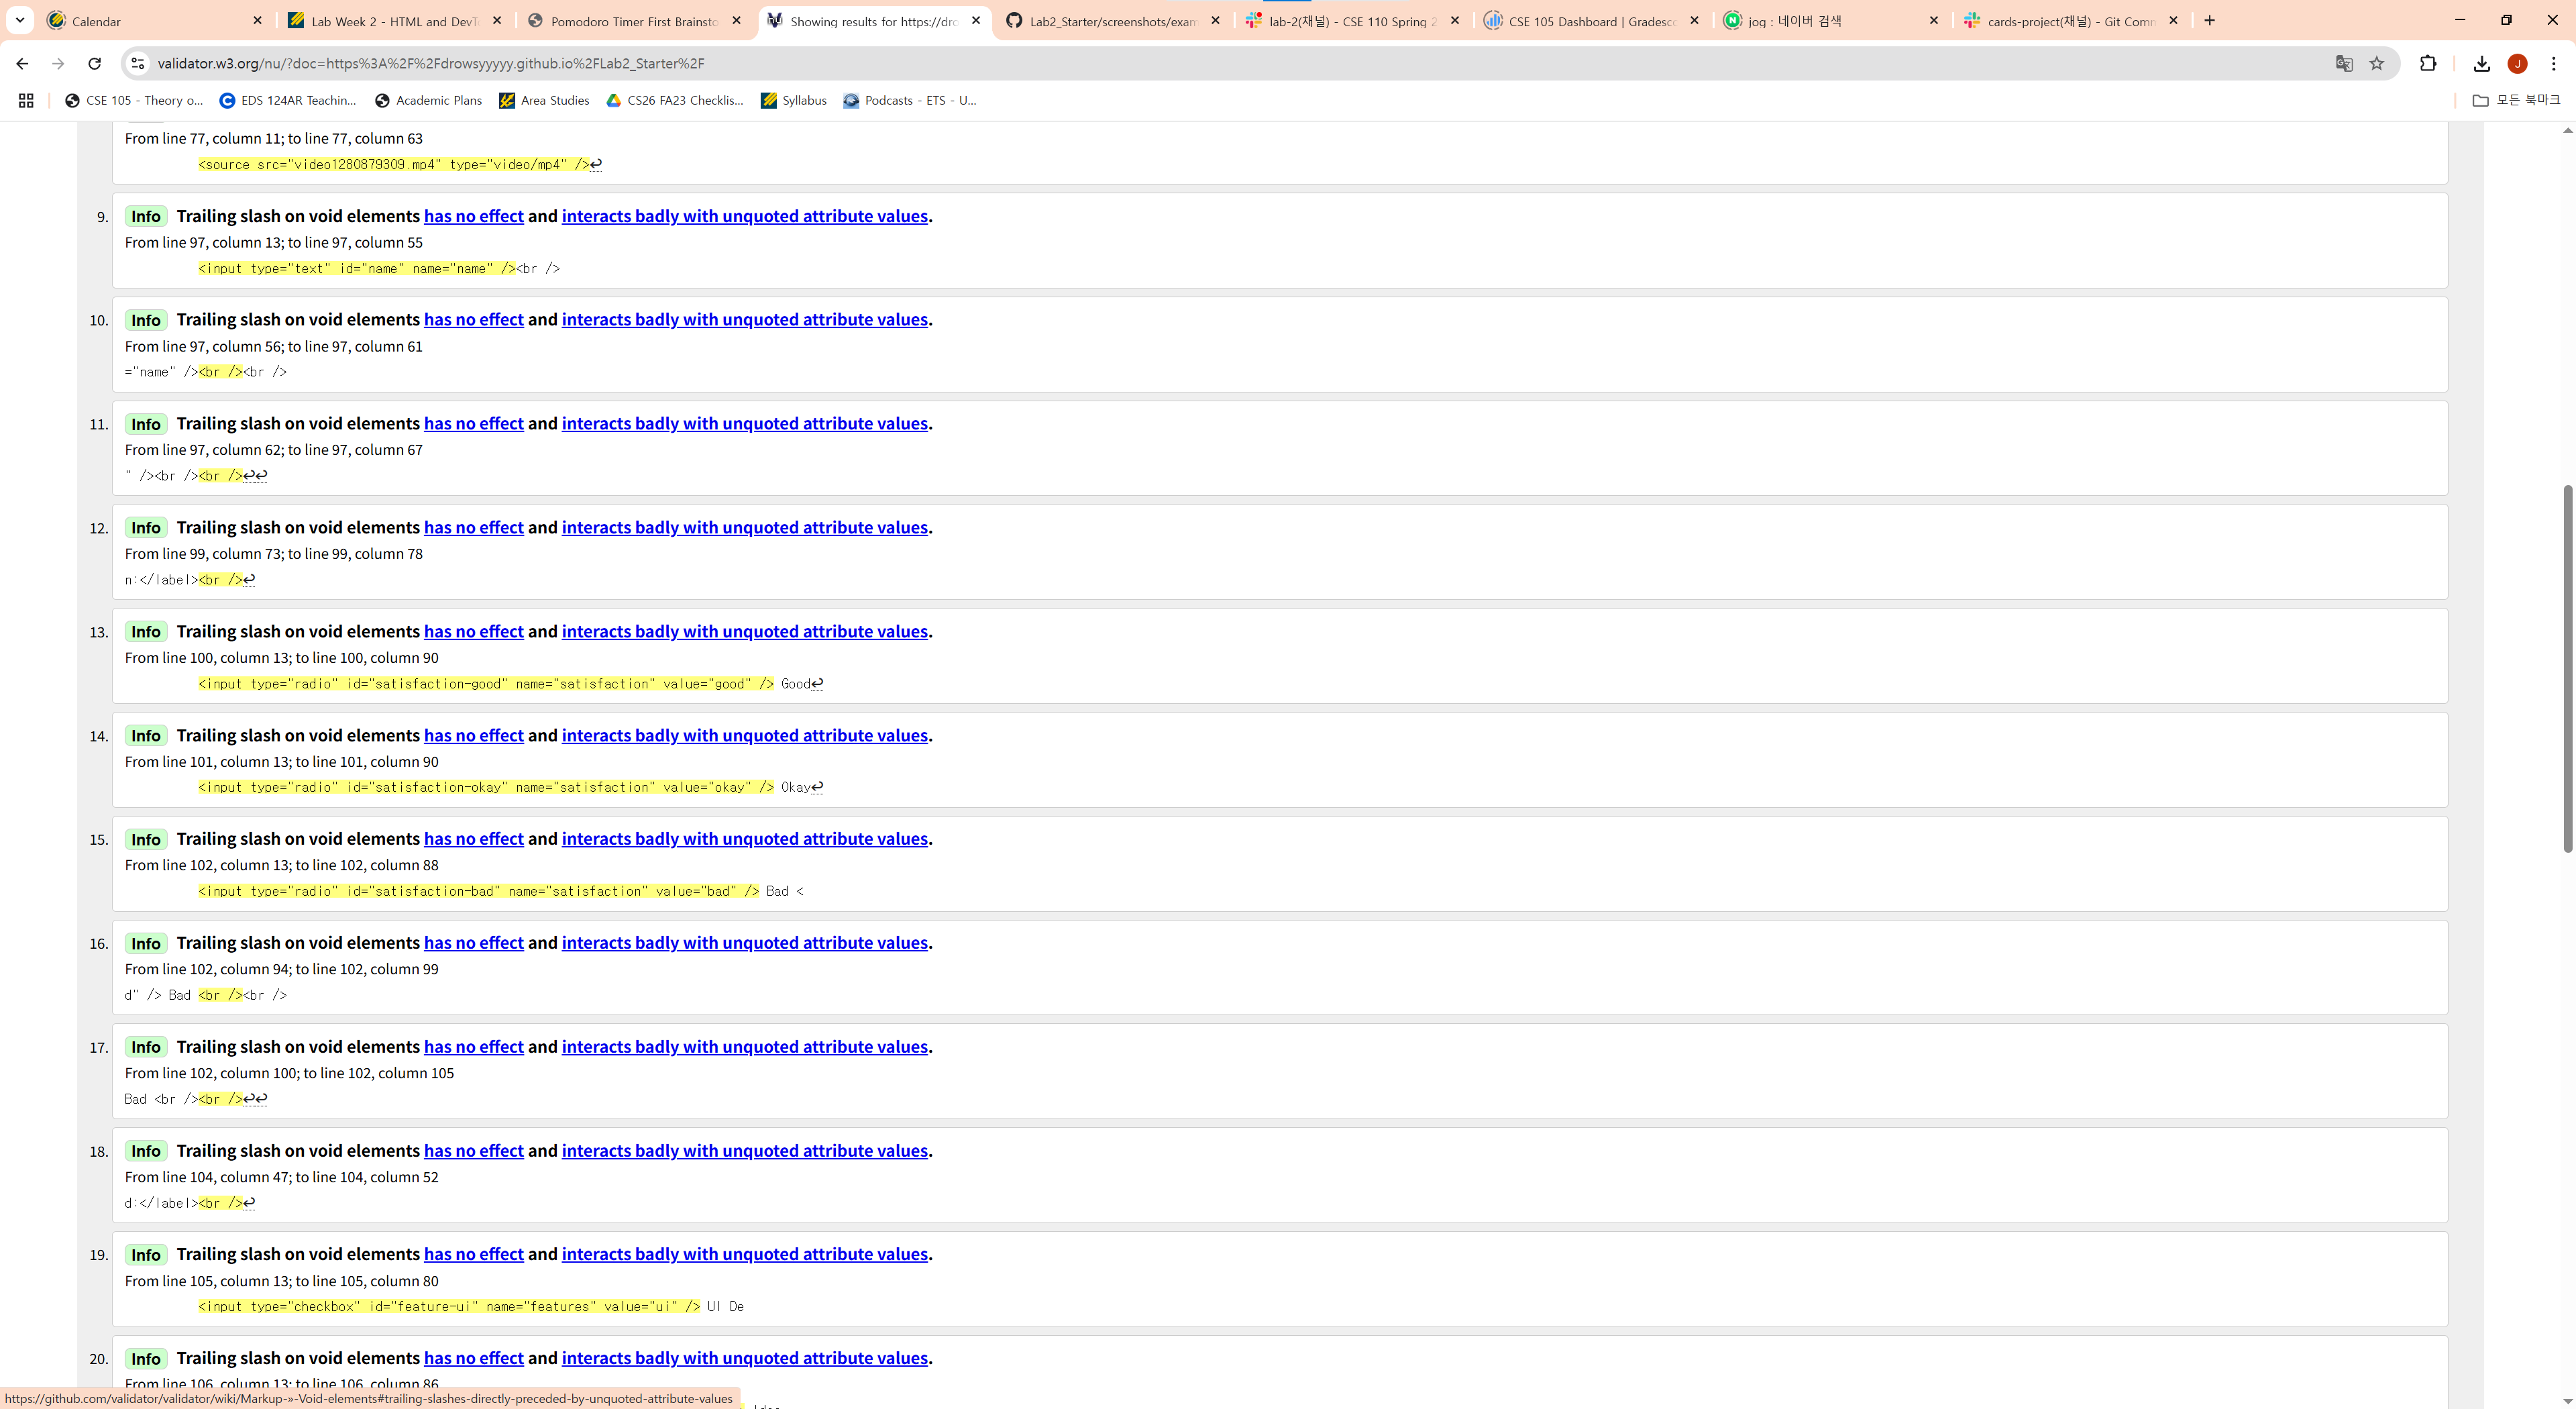 Calendar
Lab Week 2 - HTML and DevT
Pomodoro Timer First Brainsto
Showing results for https://dro
Lab2_Starter/screenshots/exam
lab-2(채널) - CSE 110 Spring 2
CSE 105 Dashboard | Gradesco
jog : 네이버 검색
cards-project(채널) - Git Comm
validator.w3.org/nu/?doc=https%3A%2F%2Fdrowsyyyyy.github.io%2FLab2_Starter%2F
J
CSE 105 - Theory o...
EDS 124AR Teachin...
Academic Plans
Area Studies
CS26 FA23 Checklis...
Syllabus
Podcasts - ETS - U...
모든 북마크
From line 77, column 11; to line 77, column 63
<source src="video1280879309.mp4" type="video/mp4" />↩
9. Info Trailing slash on void elements has no effect and interacts badly with unquoted attribute values.
From line 97, column 13; to line 97, column 55
<input type="text" id="name" name="name" /><br />
10. Info Trailing slash on void elements has no effect and interacts badly with unquoted attribute values.
From line 97, column 56; to line 97, column 61
="name" /><br /><br />
11. Info Trailing slash on void elements has no effect and interacts badly with unquoted attribute values.
From line 97, column 62; to line 97, column 67
" /><br /><br />↩↩
12. Info Trailing slash on void elements has no effect and interacts badly with unquoted attribute values.
From line 99, column 73; to line 99, column 78
n:</label><br />↩
13. Info Trailing slash on void elements has no effect and interacts badly with unquoted attribute values.
From line 100, column 13; to line 100, column 90
<input type="radio" id="satisfaction-good" name="satisfaction" value="good" /> Good↩
14. Info Trailing slash on void elements has no effect and interacts badly with unquoted attribute values.
From line 101, column 13; to line 101, column 90
<input type="radio" id="satisfaction-okay" name="satisfaction" value="okay" /> Okay↩
15. Info Trailing slash on void elements has no effect and interacts badly with unquoted attribute values.
From line 102, column 13; to line 102, column 88
<input type="radio" id="satisfaction-bad" name="satisfaction" value="bad" /> Bad <
16. Info Trailing slash on void elements has no effect and interacts badly with unquoted attribute values.
From line 102, column 94; to line 102, column 99
d" /> Bad <br /><br />
17. Info Trailing slash on void elements has no effect and interacts badly with unquoted attribute values.
From line 102, column 100; to line 102, column 105
Bad <br /><br />↩↩
18. Info Trailing slash on void elements has no effect and interacts badly with unquoted attribute values.
From line 104, column 47; to line 104, column 52
d:</label><br />↩
19. Info Trailing slash on void elements has no effect and interacts badly with unquoted attribute values.
From line 105, column 13; to line 105, column 80
<input type="checkbox" id="feature-ui" name="features" value="ui" /> UI De
20. Info Trailing slash on void elements has no effect and interacts badly with unquoted attribute values.
From line 106, column 13; to line 106, column 86
https://github.com/validator/validator/wiki/Markup-»-Void-elements#trailing-slashes-directly-preceded-by-unquoted-attribute-values